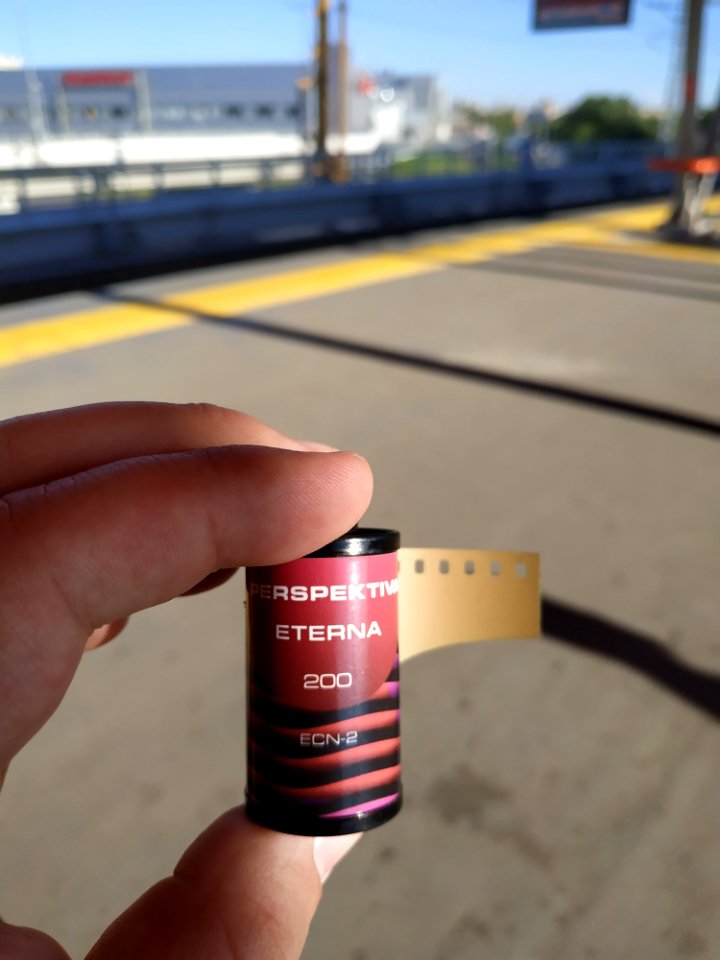 PERSPEKTIVA
ETERNA
200
ECN-2